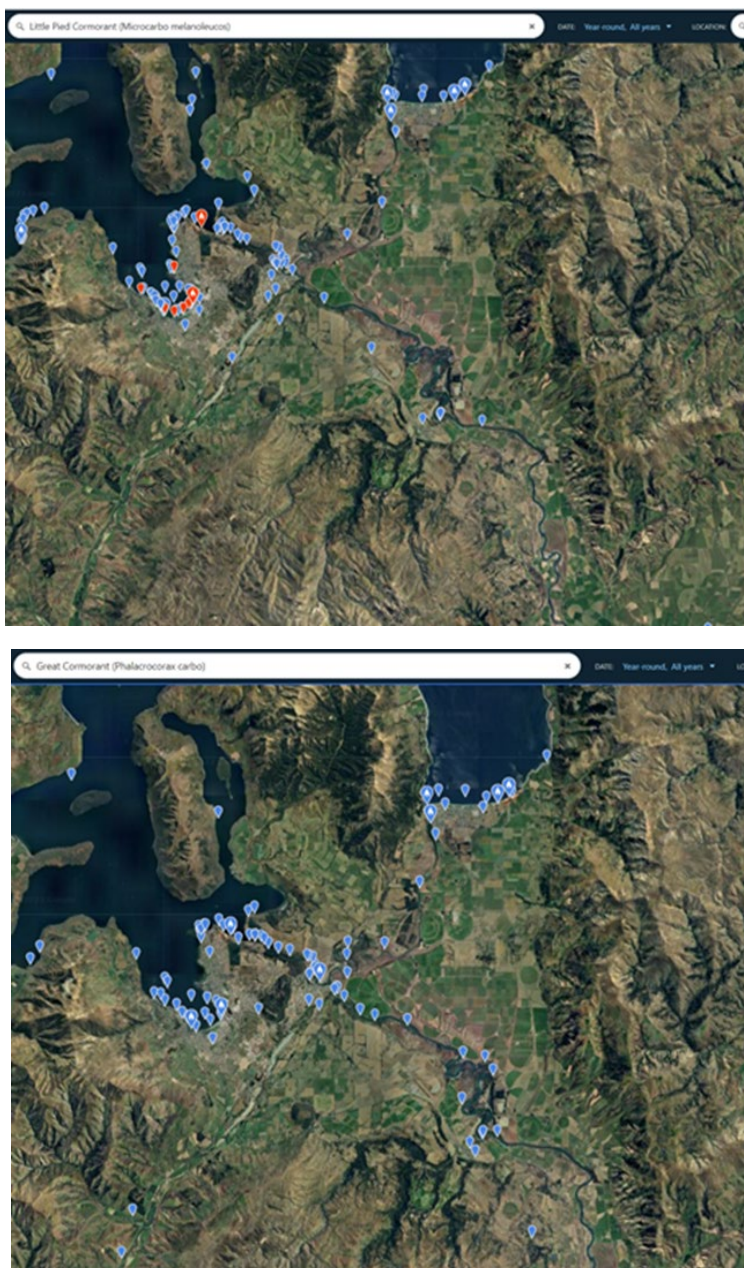 Little Pied Cormorant (Microcarbo melanoleucos) × DATE: Year-round, All years LOCATION:
Great Cormorant (Phalacrocorax carbo) × DATE: Year-round, All years LO